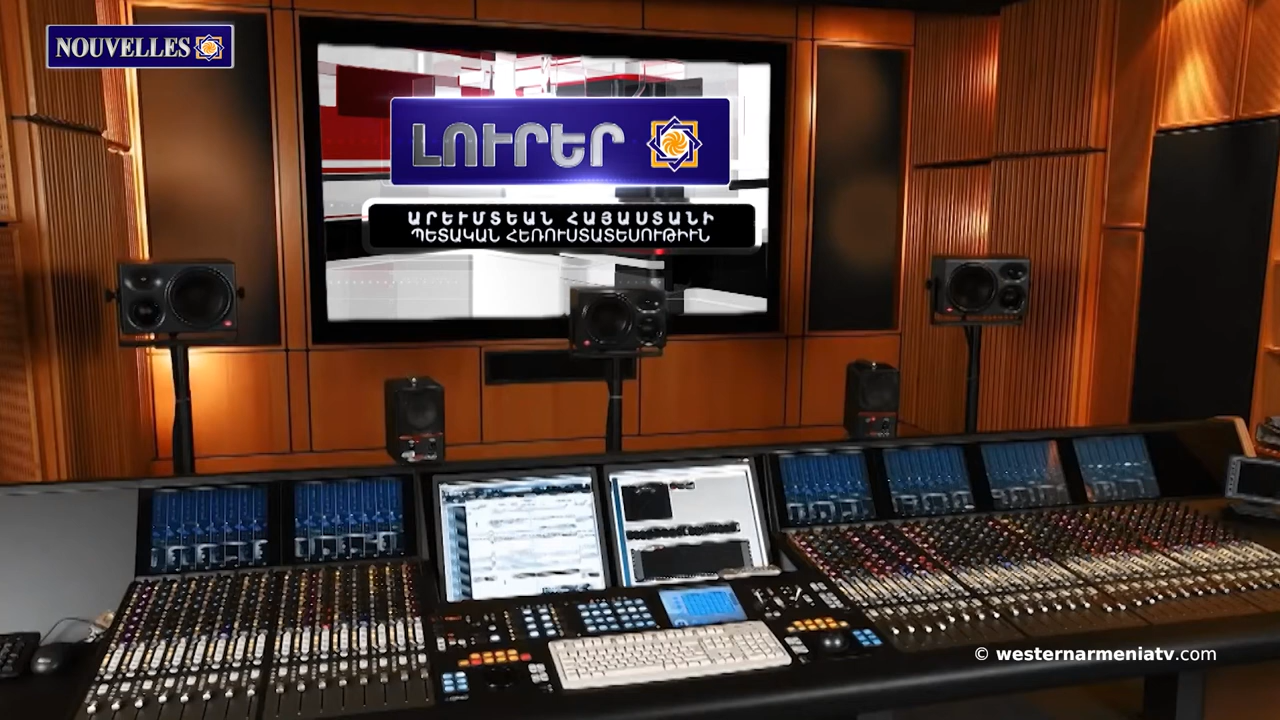 NOUVELLES
ԼՈՒՐԵՐ
ԱՐԵՒՄՏԵԱՆ ՀԱՅԱՍՏԱՆԻ
ՊԵՏԱԿԱՆ ՀԵՌՈՒՍՏԱՏԵՍՈՒԹԻՒՆ
© westernarmeniatv.com